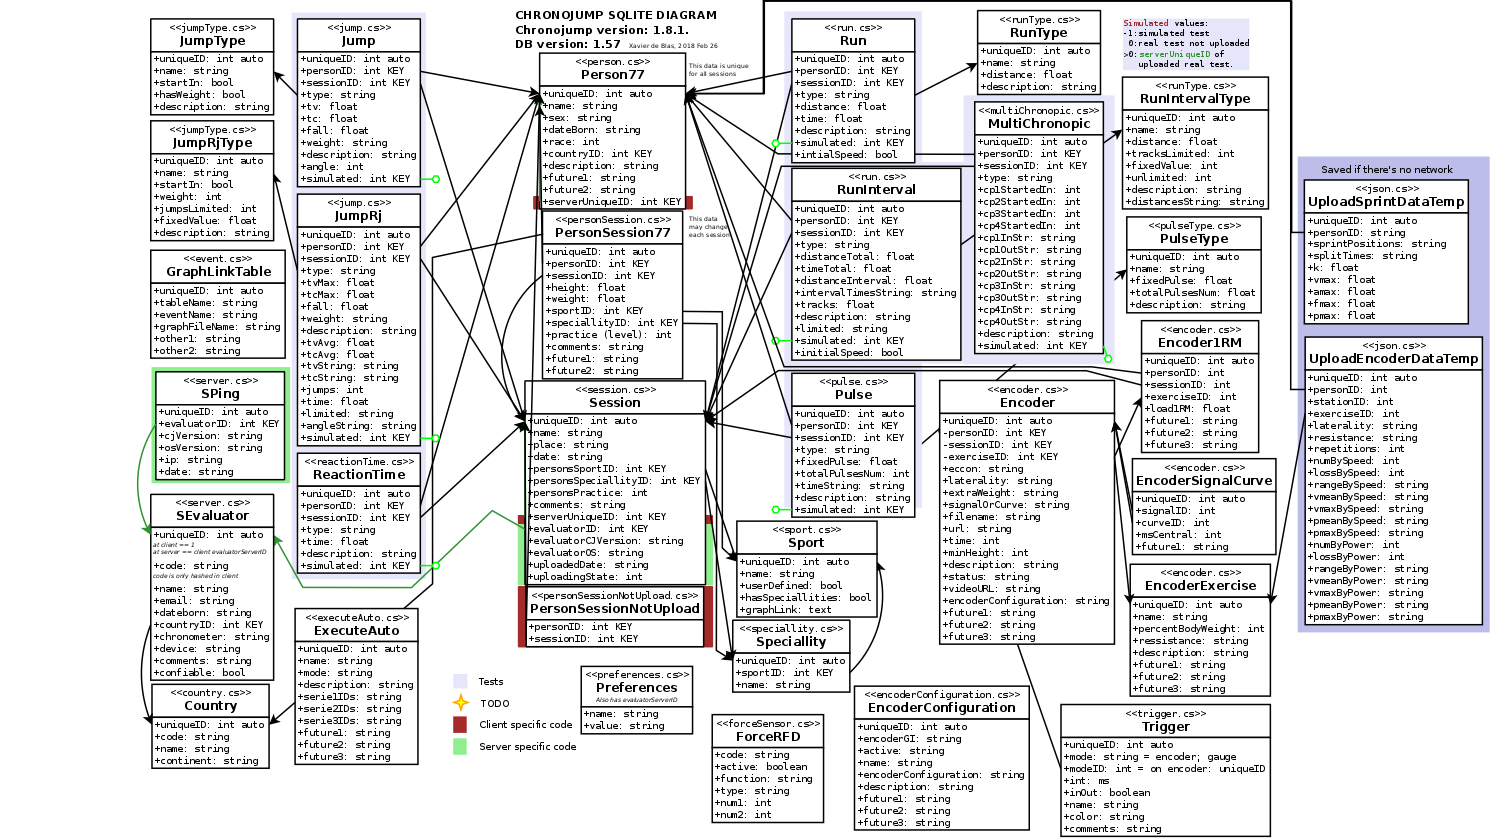 CHRONOJUMP SQLITE DIAGRAM
Chronojump version: 1.8.1.
DB version: 1.57 Xavier de Blas, 2018 Feb 26
<<jumpType.cs>>
JumpType
+uniqueID: int auto
+name: string
+startIn: bool
+hasWeight: bool
+description: string
<<jumpType.cs>>
JumpRjType
+uniqueID: int auto
+name: string
+startIn: bool
+weight: int
+jumpsLimited: int
+fixedValue: float
+description: string
<<event.cs>>
GraphLinkTable
+uniqueID: int auto
+tableName: string
+eventName: string
+graphFileName: string
+other1: string
+other2: string
<<server.cs>>
SPing
+uniqueID: int auto
+evaluatorID: int KEY
+cjVersion: string
+osVersion: string
+ip: string
+date: string
<<server.cs>>
SEvaluator
+uniqueID: int auto
at client == 1
at server == client evaluatorServerID
+code: string
code is only hashed in client
+name: string
+email: string
+dateborn: string
+countryID: int KEY
+chronometer: string
+device: string
+comments: string
+confiable: bool
<<country.cs>>
Country
+uniqueID: int auto
+code: string
+name: string
+continent: string
<<jump.cs>>
Jump
+uniqueID: int auto
+personID: int KEY
+sessionID: int KEY
+type: string
+tv: float
+tc: float
+fall: float
+weight: string
+description: string
+angle: int
+simulated: int KEY
<<jump.cs>>
JumpRj
+uniqueID: int auto
+personID: int KEY
+sessionID: int KEY
+type: string
+tvMax: float
+tcMax: float
+fall: float
+weight: string
+description: string
+tvAvg: float
+tcAvg: float
+tvString: string
+tcString: string
+jumps: int
+time: float
+limited: string
+angleString: string
+simulated: int KEY
<<reactionTime.cs>>
ReactionTime
+uniqueID: int auto
+personID: int KEY
+sessionID: int KEY
+type: string
+time: float
+description: string
+simulated: int KEY
<<executeAuto.cs>>
ExecuteAuto
+uniqueID: int auto
+name: string
+mode: string
+description: string
+serie1IDs: string
+serie2IDs: string
+serie3IDs: string
+future1: string
+future2: string
+future3: string
<<person.cs>>
Person77
+uniqueID: int auto
+name: string
+sex: string
+dateBorn: string
+race: int
+countryID: int KEY
+description: string
+future1: string
+future2: string
+serverUniqueID: int KEY
This data is unique
for all sessions
<<personSession.cs>>
PersonSession77
+uniqueID: int auto
+personID: int KEY
+sessionID: int KEY
+height: float
+weight: float
+sportID: int KEY
+speciallityID: int KEY
+practice (level): int
+comments: string
+future1: string
+future2: string
This data
may change
each session
<<session.cs>>
Session
+uniqueID: int auto
+name: string
+place: string
+date: string
+personsSportID: int KEY
+personsSpeciallityID: int KEY
+personsPractice: int
+comments: string
+serverUniqueID: int KEY
+evaluatorID: int KEY
+evaluatorCJVersion: string
+evaluatorOS: string
+uploadedDate: string
+uploadingState: int
<<personSessionNotUpload.cs>>
PersonSessionNotUpload
+personID: int KEY
+sessionID: int KEY
Tests
TODO
Client specific code
Server specific code
<<preferences.cs>>
Preferences
Also has evaluatorServerID
+name: string
+value: string
<<run.cs>>
Run
+uniqueID: int auto
+personID: int KEY
+sessionID: int KEY
+type: string
+distance: float
+time: float
+description: string
+simulated: int KEY
+intialSpeed: bool
<<run.cs>>
RunInterval
+uniqueID: int auto
+personID: int KEY
+sessionID: int KEY
+type: string
+distanceTotal: float
+timeTotal: float
+distanceInterval: float
+intervalTimesString: string
+tracks: float
+description: string
+limited: string
+simulated: int KEY
+initialSpeed: bool
<<pulse.cs>>
Pulse
+uniqueID: int auto
+personID: int KEY
+sessionID: int KEY
+type: string
+fixedPulse: float
+totalPulsesNum: int
+timeString: string
+description: string
+simulated: int KEY
<<sport.cs>>
Sport
+uniqueID: int auto
+name: string
+userDefined: bool
+hasSpeciallities: bool
+graphLink: text
<<speciallity.cs>>
Speciallity
+uniqueID: int auto
+sportID: int KEY
+name: string
<<forceSensor.cs>>
ForceRFD
+code: string
+active: boolean
+function: string
+type: string
+num1: int
+num2: int
<<runType.cs>>
RunType
+uniqueID: int auto
+name: string
+distance: float
+description: string
<<multiChronopic.cs>>
MultiChronopic
+uniqueID: int auto
+personID: int KEY
+sessionID: int KEY
+type: string
+cp1StartedIn: int
+cp2StartedIn: int
+cp3StartedIn: int
+cp4StartedIn: int
+cp1InStr: string
+cp1OutStr: string
+cp2InStr: string
+cp2OutStr: string
+cp3InStr: string
+cp3OutStr: string
+cp4InStr: string
+cp4OutStr: string
+description: string
+simulated: int KEY
<<encoder.cs>>
Encoder
+uniqueID: int auto
-personID: int KEY
-sessionID: int KEY
-exerciseID: int KEY
+eccon: string
+laterality: string
+extraWeight: string
+signalOrCurve: string
+filename: string
+url: string
+time: int
+minHeight: int
+description: string
+status: string
+videoURL: string
+encoderConfiguration: string
+future1: string
+future2: string
+future3: string
<<encoderConfiguration.cs>>
EncoderConfiguration
+uniqueID: int auto
+encoderGI: string
+active: string
+name: string
+encoderConfiguration: string
+description: string
+future1: string
+future2: string
+future3: string
Simulated values:
-1:simulated test
0:real test not uploaded
>0:serverUniqueID of
uploaded real test.
<<runType.cs>>
RunIntervalType
+uniqueID: int auto
+name: string
+distance: float
+tracksLimited: int
+fixedValue: int
+unlimited: int
+description: string
+distancesString: string
<<pulseType.cs>>
PulseType
+uniqueID: int auto
+name: string
+fixedPulse: float
+totalPulsesNum: float
+description: string
<<encoder.cs>>
Encoder1RM
+uniqueID: int auto
+personID: int
+sessionID: int
+exerciseID: int
+load1RM: float
+future1: string
+future2: string
+future3: string
<<encoder.cs>>
EncoderSignalCurve
+uniqueID: int auto
+signalID: int
+curveID: int
+msCentral: int
+future1: string
<<encoder.cs>>
EncoderExercise
+uniqueID: int auto
+name: string
+percentBodyWeight: int
+ressistance: string
+description: string
+future1: string
+future2: string
+future3: string
<<trigger.cs>>
Trigger
+uniqueID: int auto
+mode: string = encoder; gauge
+modeID: int = on encoder: uniqueID
+int: ms
+inOut: boolean
+name: string
+color: string
+comments: string
Saved if there's no network
<<json.cs>>
UploadSprintDataTemp
+uniqueID: int auto
+personID: string
+sprintPositions: string
+splitTimes: string
+k: float
+vmax: float
+amax: float
+fmax: float
+pmax: float
<<json.cs>>
UploadEncoderDataTemp
+uniqueID: int auto
+personID: int
+stationID: int
+exerciseID: int
+laterality: string
+resistance: string
+repetitions: int
+numBySpeed: int
+lossBySpeed: int
+rangeBySpeed: string
+vmeanBySpeed: string
+vmaxBySpeed: string
+pmeanBySpeed: string
+pmaxBySpeed: string
+numByPower: int
+lossByPower: int
+rangeByPower: string
+vmeanByPower: string
+vmaxByPower: string
+pmeanByPower: string
+pmaxByPower: string